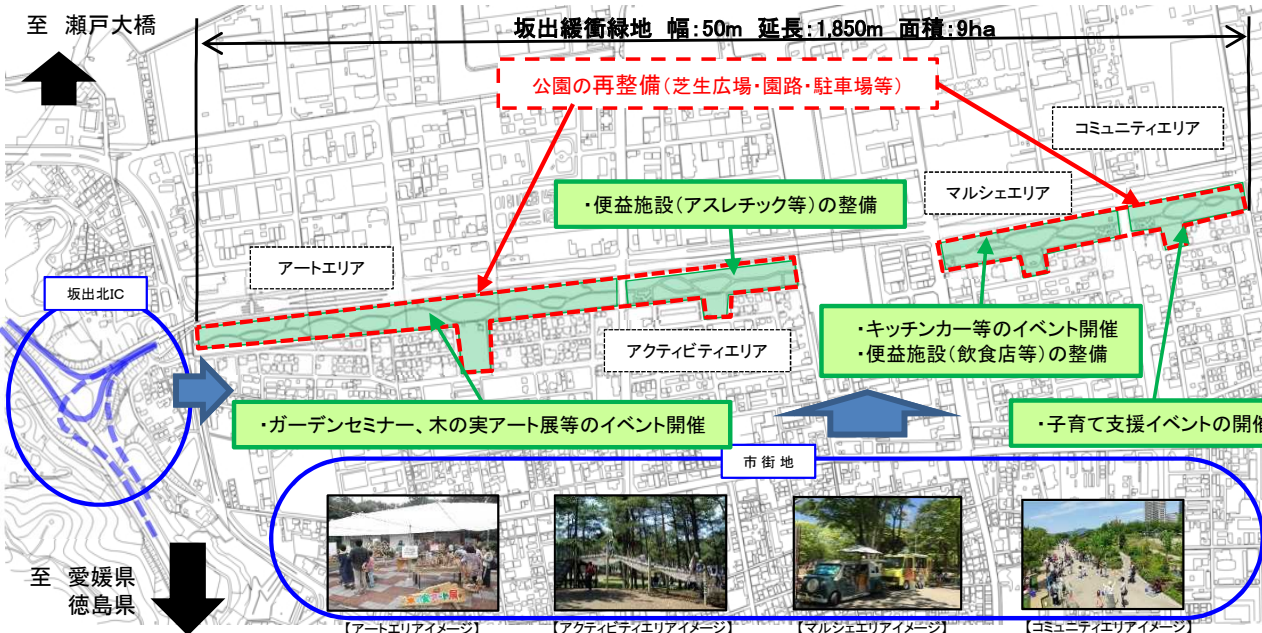 至 瀬戸大橋
坂出緩衝緑地 幅:50m 延長:1,850m 面積:9ha
公園の再整備(芝生広場・園路・駐車場等)
コミュニティエリア
マルシェエリア
・便益施設(アスレチック等)の整備
アートエリア
坂出北IC
アクティビティエリア
・キッチンカー等のイベント開催
・便益施設(飲食店等)の整備
・ガーデンセミナー、木の実アート展等のイベント開催
・子育て支援イベントの開催
市街地
至 愛媛県
徳島県
【アートエリアイメージ】
【アクティビティエリアイメージ】
【マルシェエリアイメージ】
【コミュニティエリアイメージ】